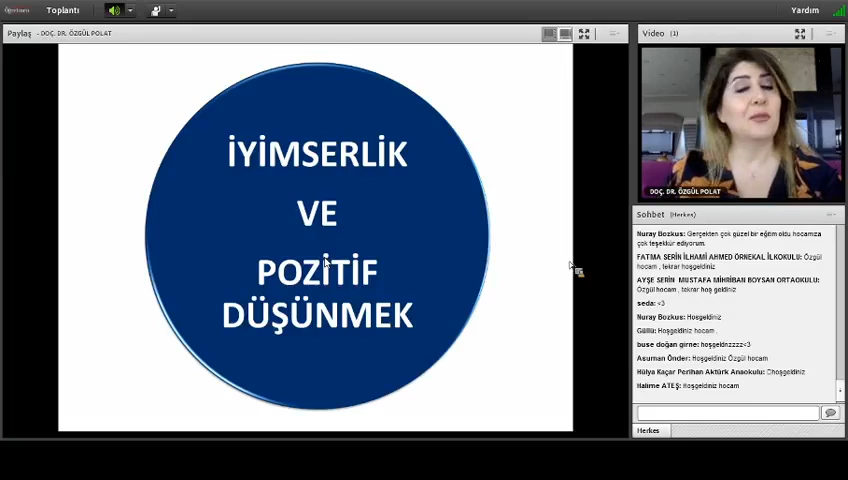 Öğretmen
Toplantı
Yardım
Paylaş - DOÇ. DR. ÖZGÜL POLAT
Video (1)
İYİMSERLİK
VE
POZİTİF
DÜŞÜNMEK
DOÇ. DR. ÖZGÜL POLAT
Sohbet (Herkes)
Nuray Bozkus: Gerçekten çok güzel bir eğitim oldu hocamıza
çok teşekkür ediyorum.
FATMA SERİN İLHAMİ AHMED ÖRNEKAL İLKOKULU: Özgül
hocam , tekrar hoşgeldiniz
AYŞE SERİN MUSTAFA MİHRİBAN BOYSAN ORTAOKULU:
Özgül hocam , tekrar hoş geldiniz
seda: <3
Nuray Bozkus: Hoşgeldiniz
Güllü: Hoşgeldiniz hocam .
buse doğan girne: hoşgeldnzzzz<3
Asuman Önder: Hoşgeldiniz Özgül hocam
Hülya Kaçar Perihan Aktürk Anaokulu: Choşgeldiniz
Halime ATEŞ: Hoşgeldiniz hocam
Herkes